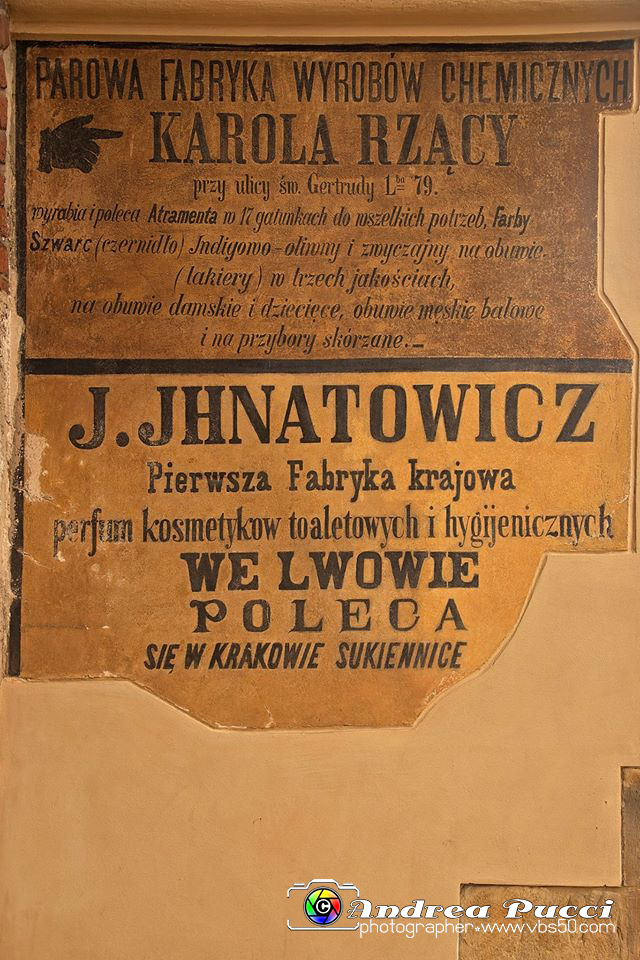 PAROWA FABRYKA WYROBÓW CHEMICZNYCH
KAROLA RZĄCY
przy ulicy św. Gertrudy Lba 79.
wyrabia i poleca Atramenta w 17 gatunkach do wszelkich potrzeb, Farby
Szwarc (czernidło) Jndigowo-oliwny i zwyczajny na obuwie.
(lakiery) w trzech jakościach,
na obuwie damskie i dziecięce, obuwie męskie balowe
i na przybory skórzane._
J. JHNATOWICZ
Pierwsza Fabryka krajowa
perfum kosmetykow toaletowych i hygijenicznych
WE LWOWIE
POLECA
SIĘ W KRAKOWIE SUKIENNICE
Andrea Pucci
photographer•www.vbs50.com